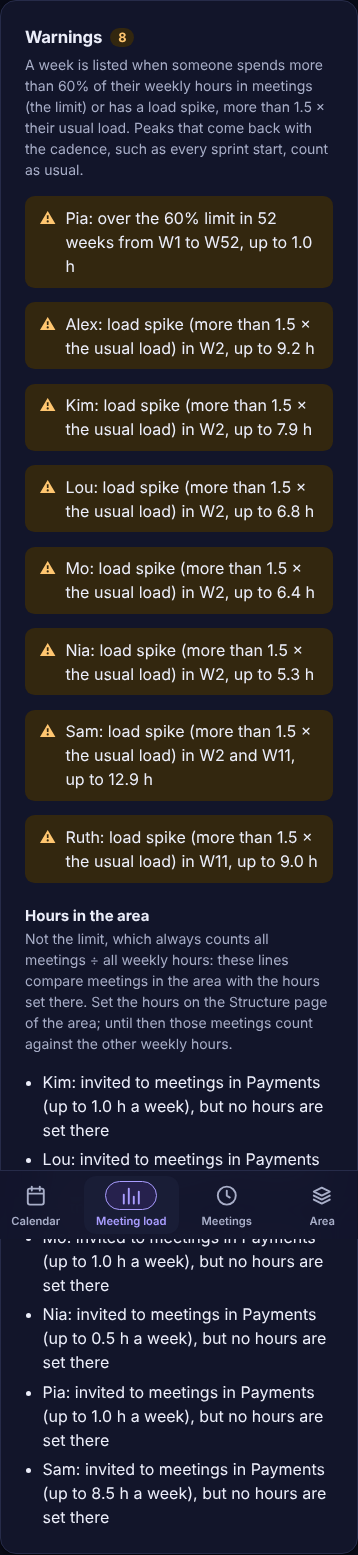 Warnings 8
A week is listed when someone spends more
than 60% of their weekly hours in meetings
(the limit) or has a load spike, more than 1.5 ×
their usual load. Peaks that come back with
the cadence, such as every sprint start, count
as usual.
Pia: over the 60% limit in 52
weeks from W1 to W52, up to 1.0
h
Alex: load spike (more than 1.5 ×
the usual load) in W2, up to 9.2 h
Kim: load spike (more than 1.5 ×
the usual load) in W2, up to 7.9 h
Lou: load spike (more than 1.5 ×
the usual load) in W2, up to 6.8 h
Mo: load spike (more than 1.5 ×
the usual load) in W2, up to 6.4 h
Nia: load spike (more than 1.5 ×
the usual load) in W2, up to 5.3 h
Sam: load spike (more than 1.5 ×
the usual load) in W2 and W11,
up to 12.9 h
Ruth: load spike (more than 1.5 ×
the usual load) in W11, up to 9.0 h
Hours in the area
Not the limit, which always counts all
meetings ÷ all weekly hours: these lines
compare meetings in the area with the hours
set there. Set the hours on the Structure page
of the area; until then those meetings count
against the other weekly hours.
• Kim: invited to meetings in Payments
(up to 1.0 h a week), but no hours are
set there
• Lou: invited to meetings in Payments
Calendar
Meeting load
Meetings
Area
• Mo: invited to meetings in Payments
(up to 1.0 h a week), but no hours are
set there
• Nia: invited to meetings in Payments
(up to 0.5 h a week), but no hours are
set there
• Pia: invited to meetings in Payments
(up to 1.0 h a week), but no hours are
set there
• Sam: invited to meetings in Payments
(up to 8.5 h a week), but no hours are
set there